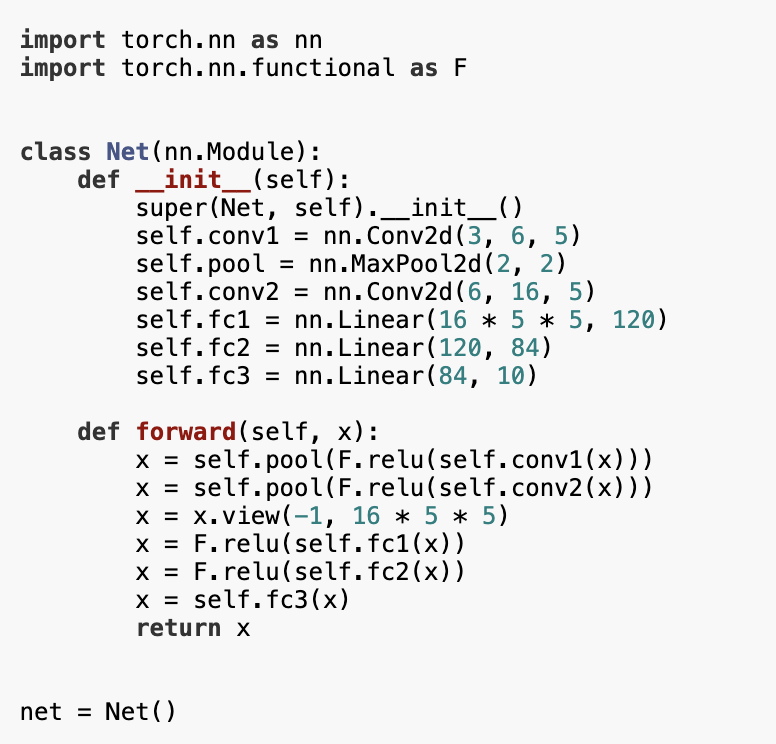 import torch.nn as nn
import torch.nn.functional as F
class Net(nn.Module):
    def __init__(self):
        super(Net, self).__init__()
        self.conv1 = nn.Conv2d(3, 6, 5)
        self.pool = nn.MaxPool2d(2, 2)
        self.conv2 = nn.Conv2d(6, 16, 5)
        self.fc1 = nn.Linear(16 * 5 * 5, 120)
        self.fc2 = nn.Linear(120, 84)
        self.fc3 = nn.Linear(84, 10)
    def forward(self, x):
        x = self.pool(F.relu(self.conv1(x)))
        x = self.pool(F.relu(self.conv2(x)))
        x = x.view(-1, 16 * 5 * 5)
        x = F.relu(self.fc1(x))
        x = F.relu(self.fc2(x))
        x = self.fc3(x)
        return x
net = Net()